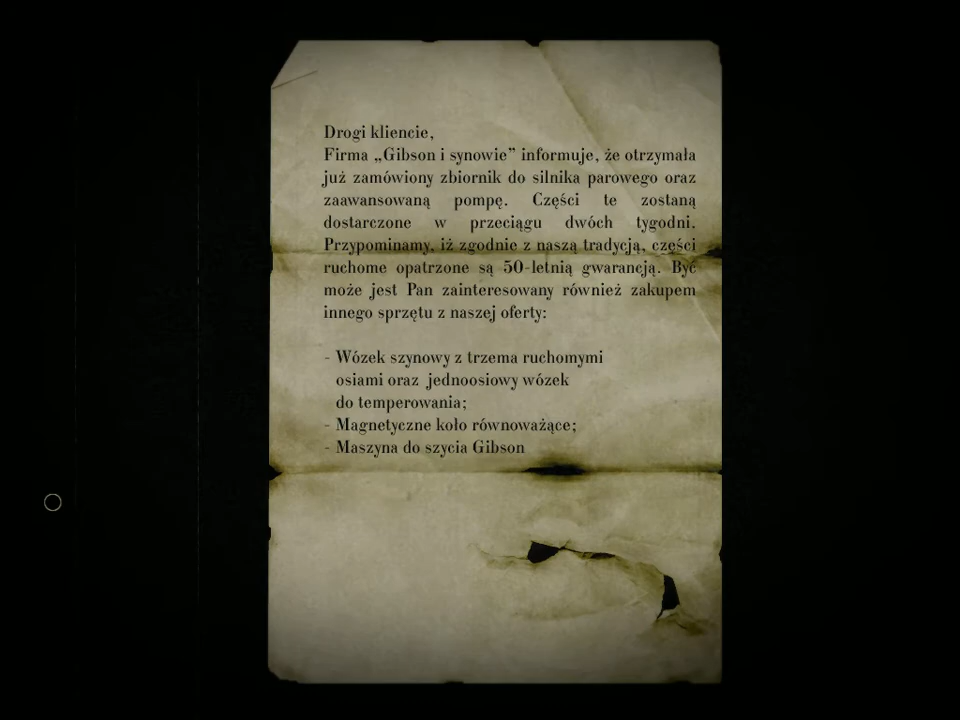 Drogi kliencie,
Firma „Gibson i synowie” informuje, że otrzymała
już zamówiony zbiornik do silnika parowego oraz
zaawansowaną pompę. Części te zostaną
dostarczone w przeciągu dwóch tygodni.
Przypominamy, iż zgodnie z naszą tradycją, części
ruchome opatrzone są 50-letnią gwarancją. Być
może jest Pan zainteresowany również zakupem
innego sprzętu z naszej oferty:
- Wózek szynowy z trzema ruchomymi
osiami oraz jednoosiowy wózek
do temperowania;
- Magnetyczne koło równoważące;
- Maszyna do szycia Gibson